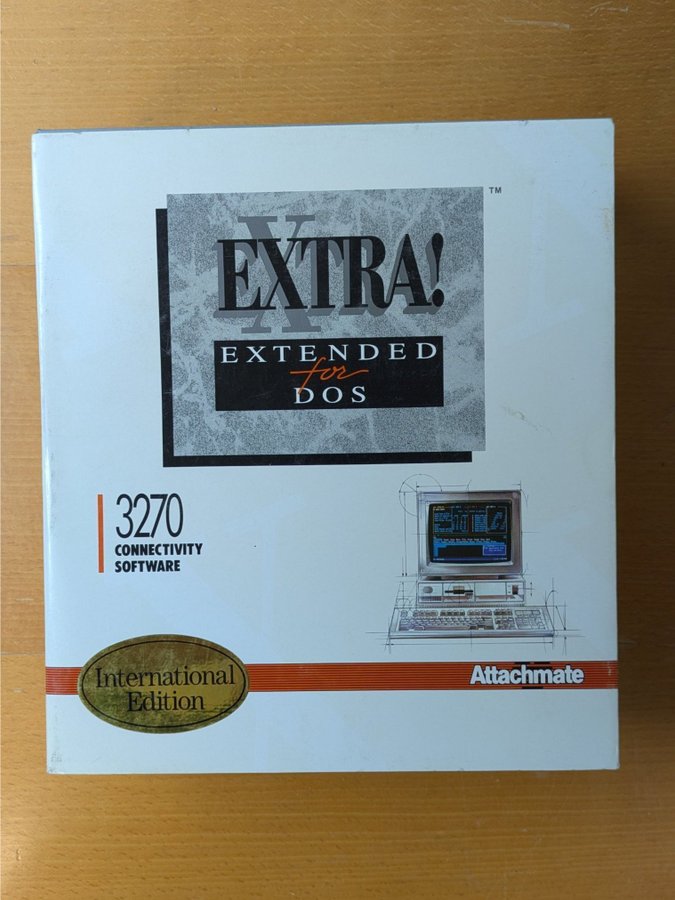 TM
EXTRA!
EXTENDED
for
DOS
3270
CONNECTIVITY
SOFTWARE
International
Edition
Attachmate